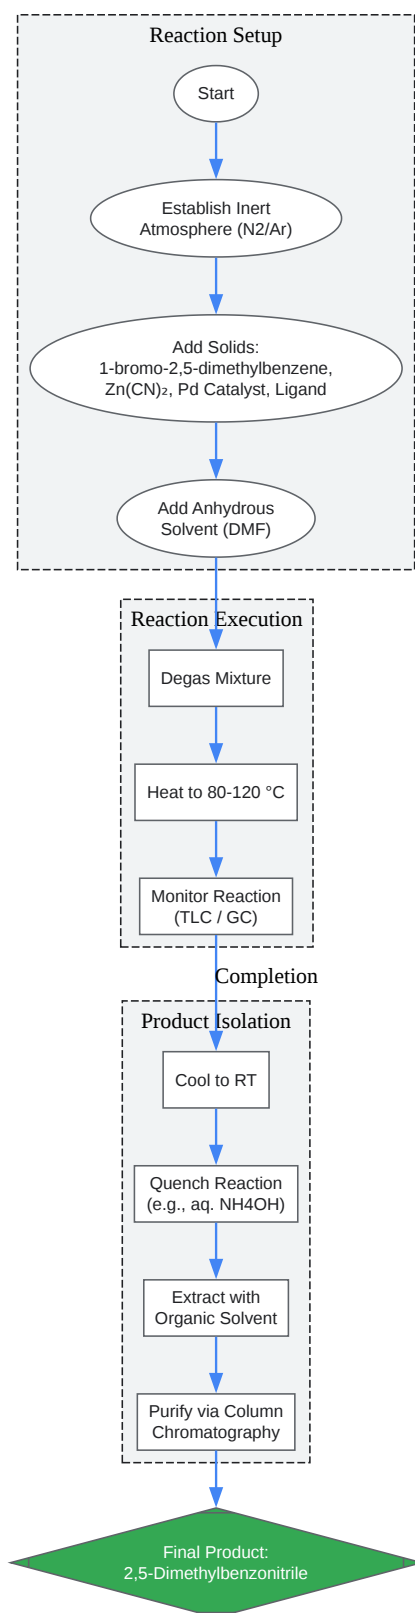 Reaction Setup
Start
Establish Inert
Atmosphere (N2/Ar)
Add Solids:
1-bromo-2,5-dimethylbenzene,
Zn(CN)₂, Pd Catalyst, Ligand
Add Anhydrous
Solvent (DMF)
Reaction Execution
Degas Mixture
Heat to 80-120 °C
Monitor Reaction
(TLC / GC)
Completion
Product Isolation
Cool to RT
Quench Reaction
(e.g., aq. NH4OH)
Extract with
Organic Solvent
Purify via Column
Chromatography
Final Product:
2,5-Dimethylbenzonitrile